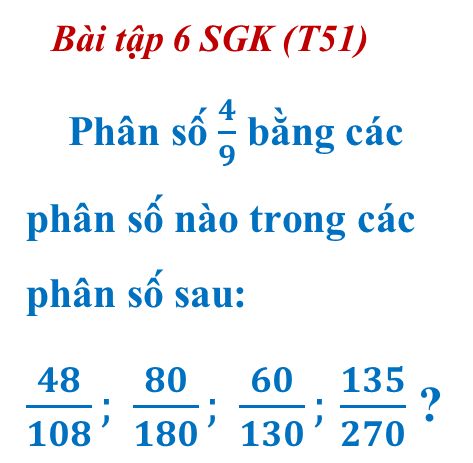 Bài tập 6 SGK (T51)
Phân số 4/9 bằng các
phân số nào trong các
phân số sau:
48/108 ; 80/180 ; 60/130 ; 135/270 ?